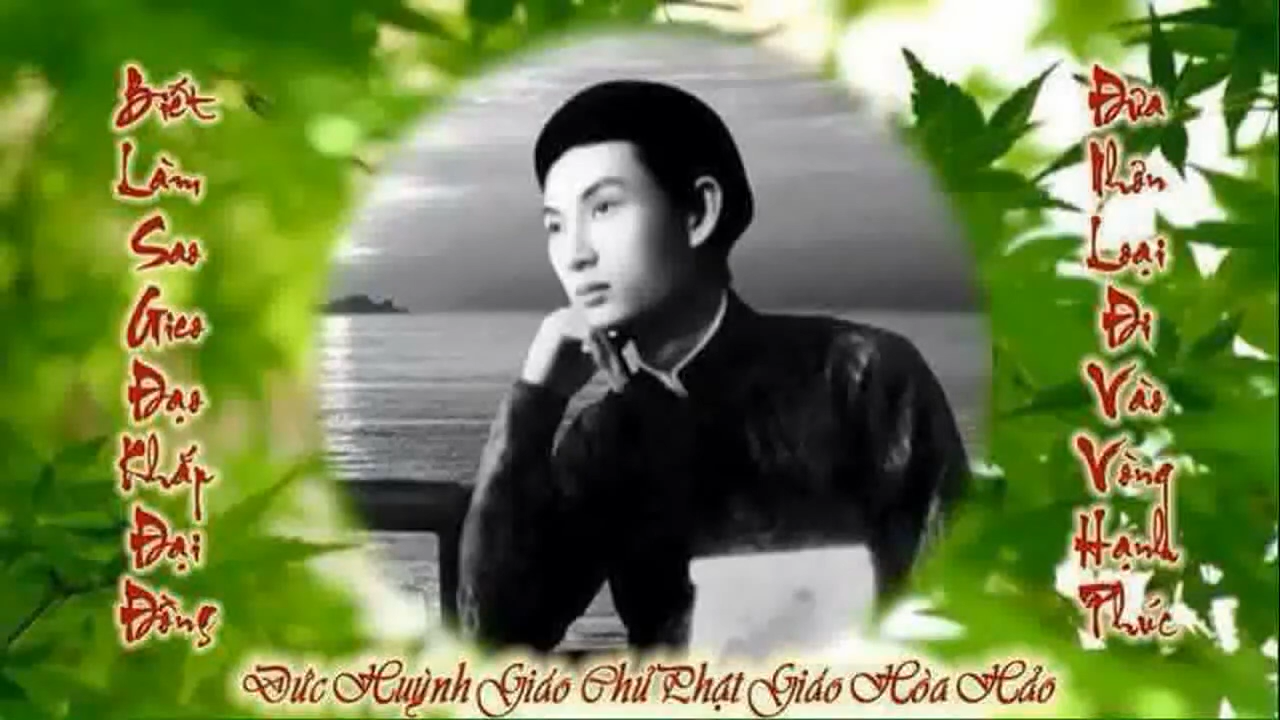 Biết
Làm
Sao
Gieo
Đạo
Khắp
Đại
Đồng
Đưa
Nhơn
Loại
Đi
Vào
Vòng
Hạnh
Phúc
Đức Huỳnh Giáo Chủ Phật Giáo Hòa Hảo